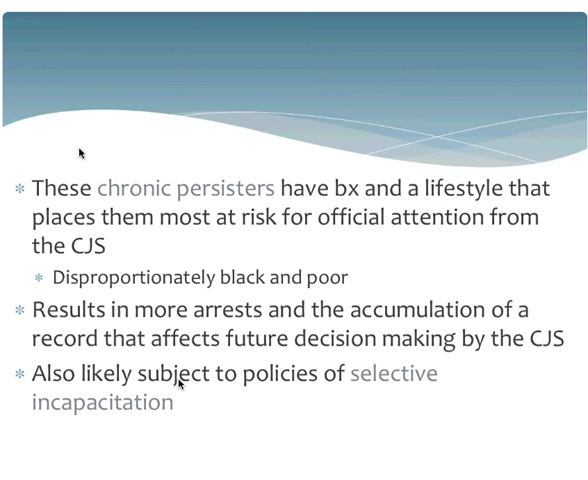 * These chronic persisters have bx and a lifestyle that
places them most at risk for official attention from
the CJS
* Disproportionately black and poor
* Results in more arrests and the accumulation of a
record that affects future decision making by the CJS
* Also likely subject to policies of selective
incapacitation